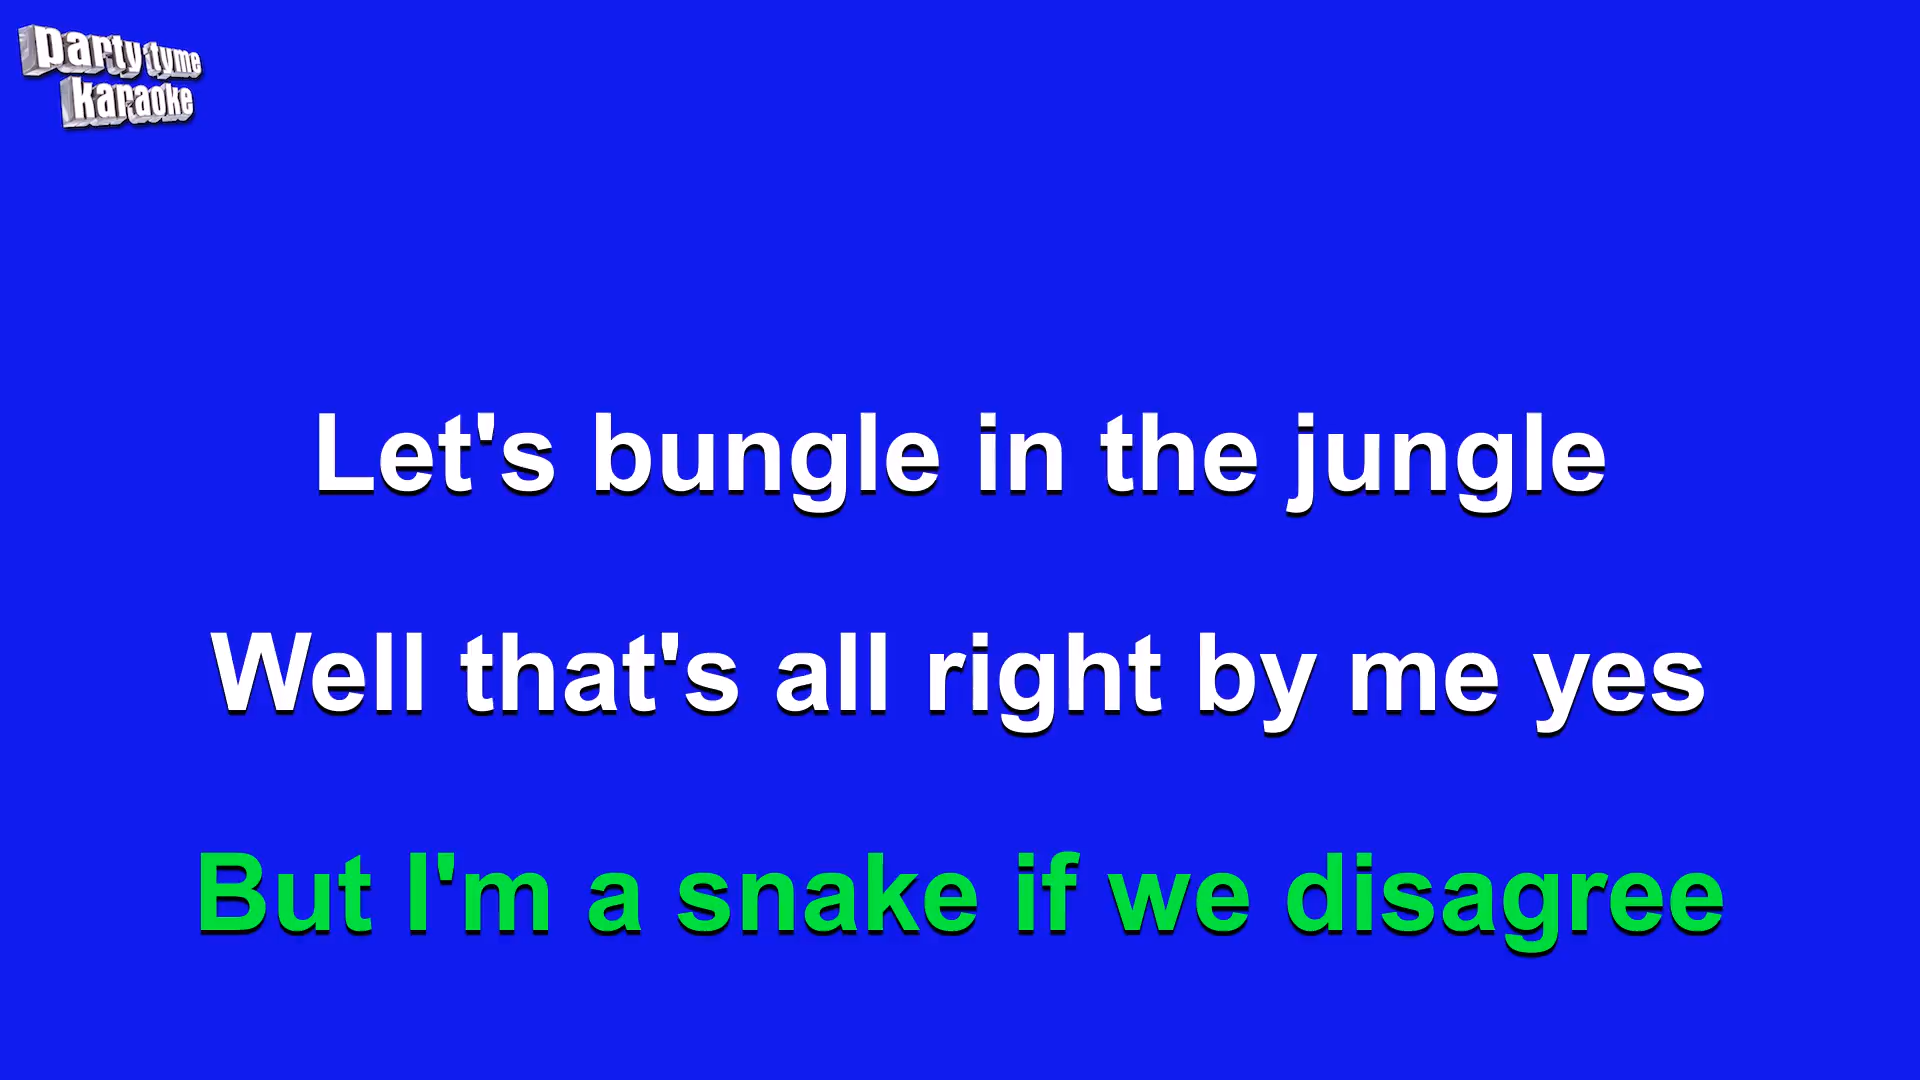 party tyme
karaoke
Let's bungle in the jungle
Well that's all right by me yes
But I'm a snake if we disagree